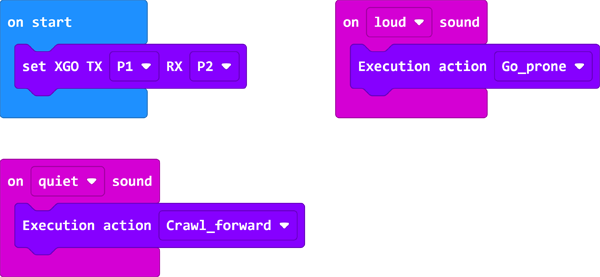 on start
set XGO TX P1 RX P2
on loud sound
Execution action Go_prone
on quiet sound
Execution action Crawl_forward